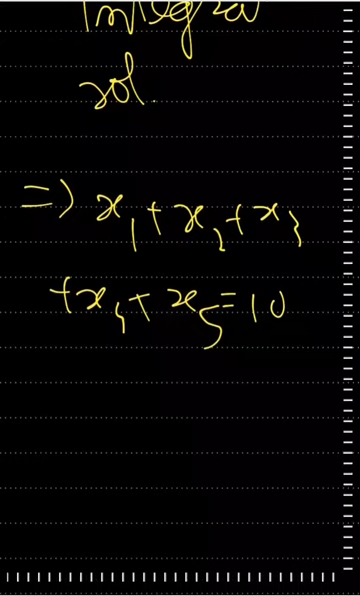 Integral
sol.
=> x₁ + x₂ + x₃
+ x₄ + x₅ = 10